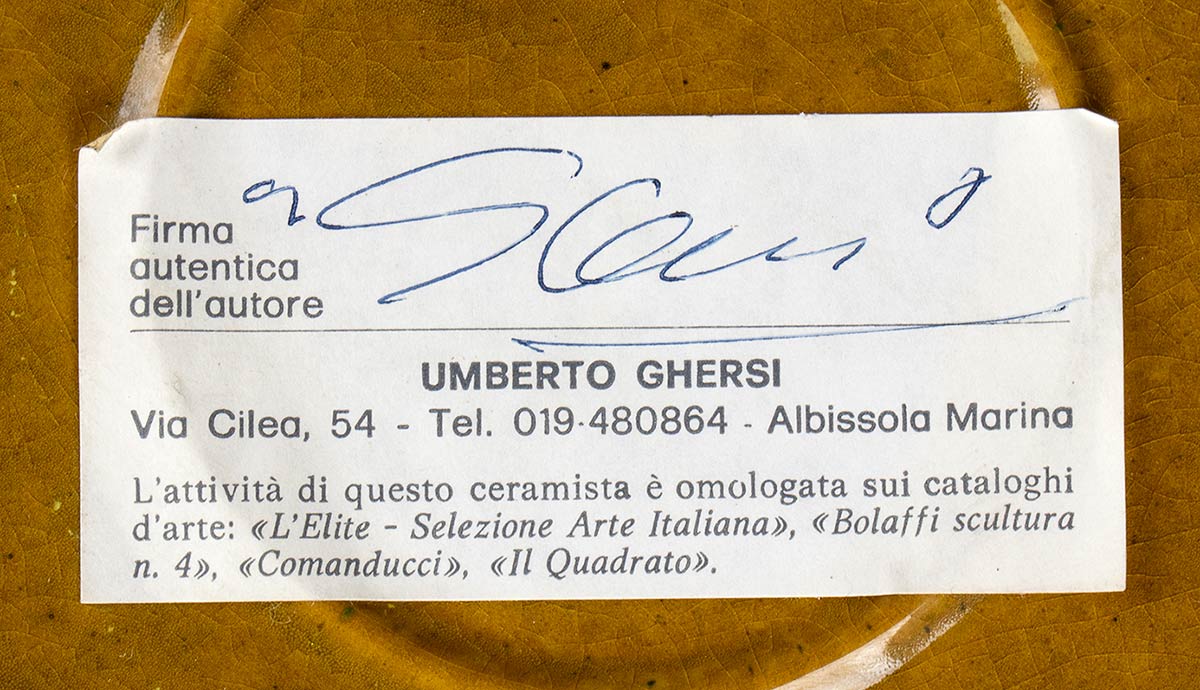 Firma
autentica
dell'autore
UMBERTO GHERSI
Via Cilea, 54 - Tel. 019·480864 - Albissola Marina
L'attività di questo ceramista è omologata sui cataloghi
d'arte: «L'Elite – Selezione Arte Italiana», «Bolaffi scultura
n. 4», «Comanducci», «Il Quadrato».